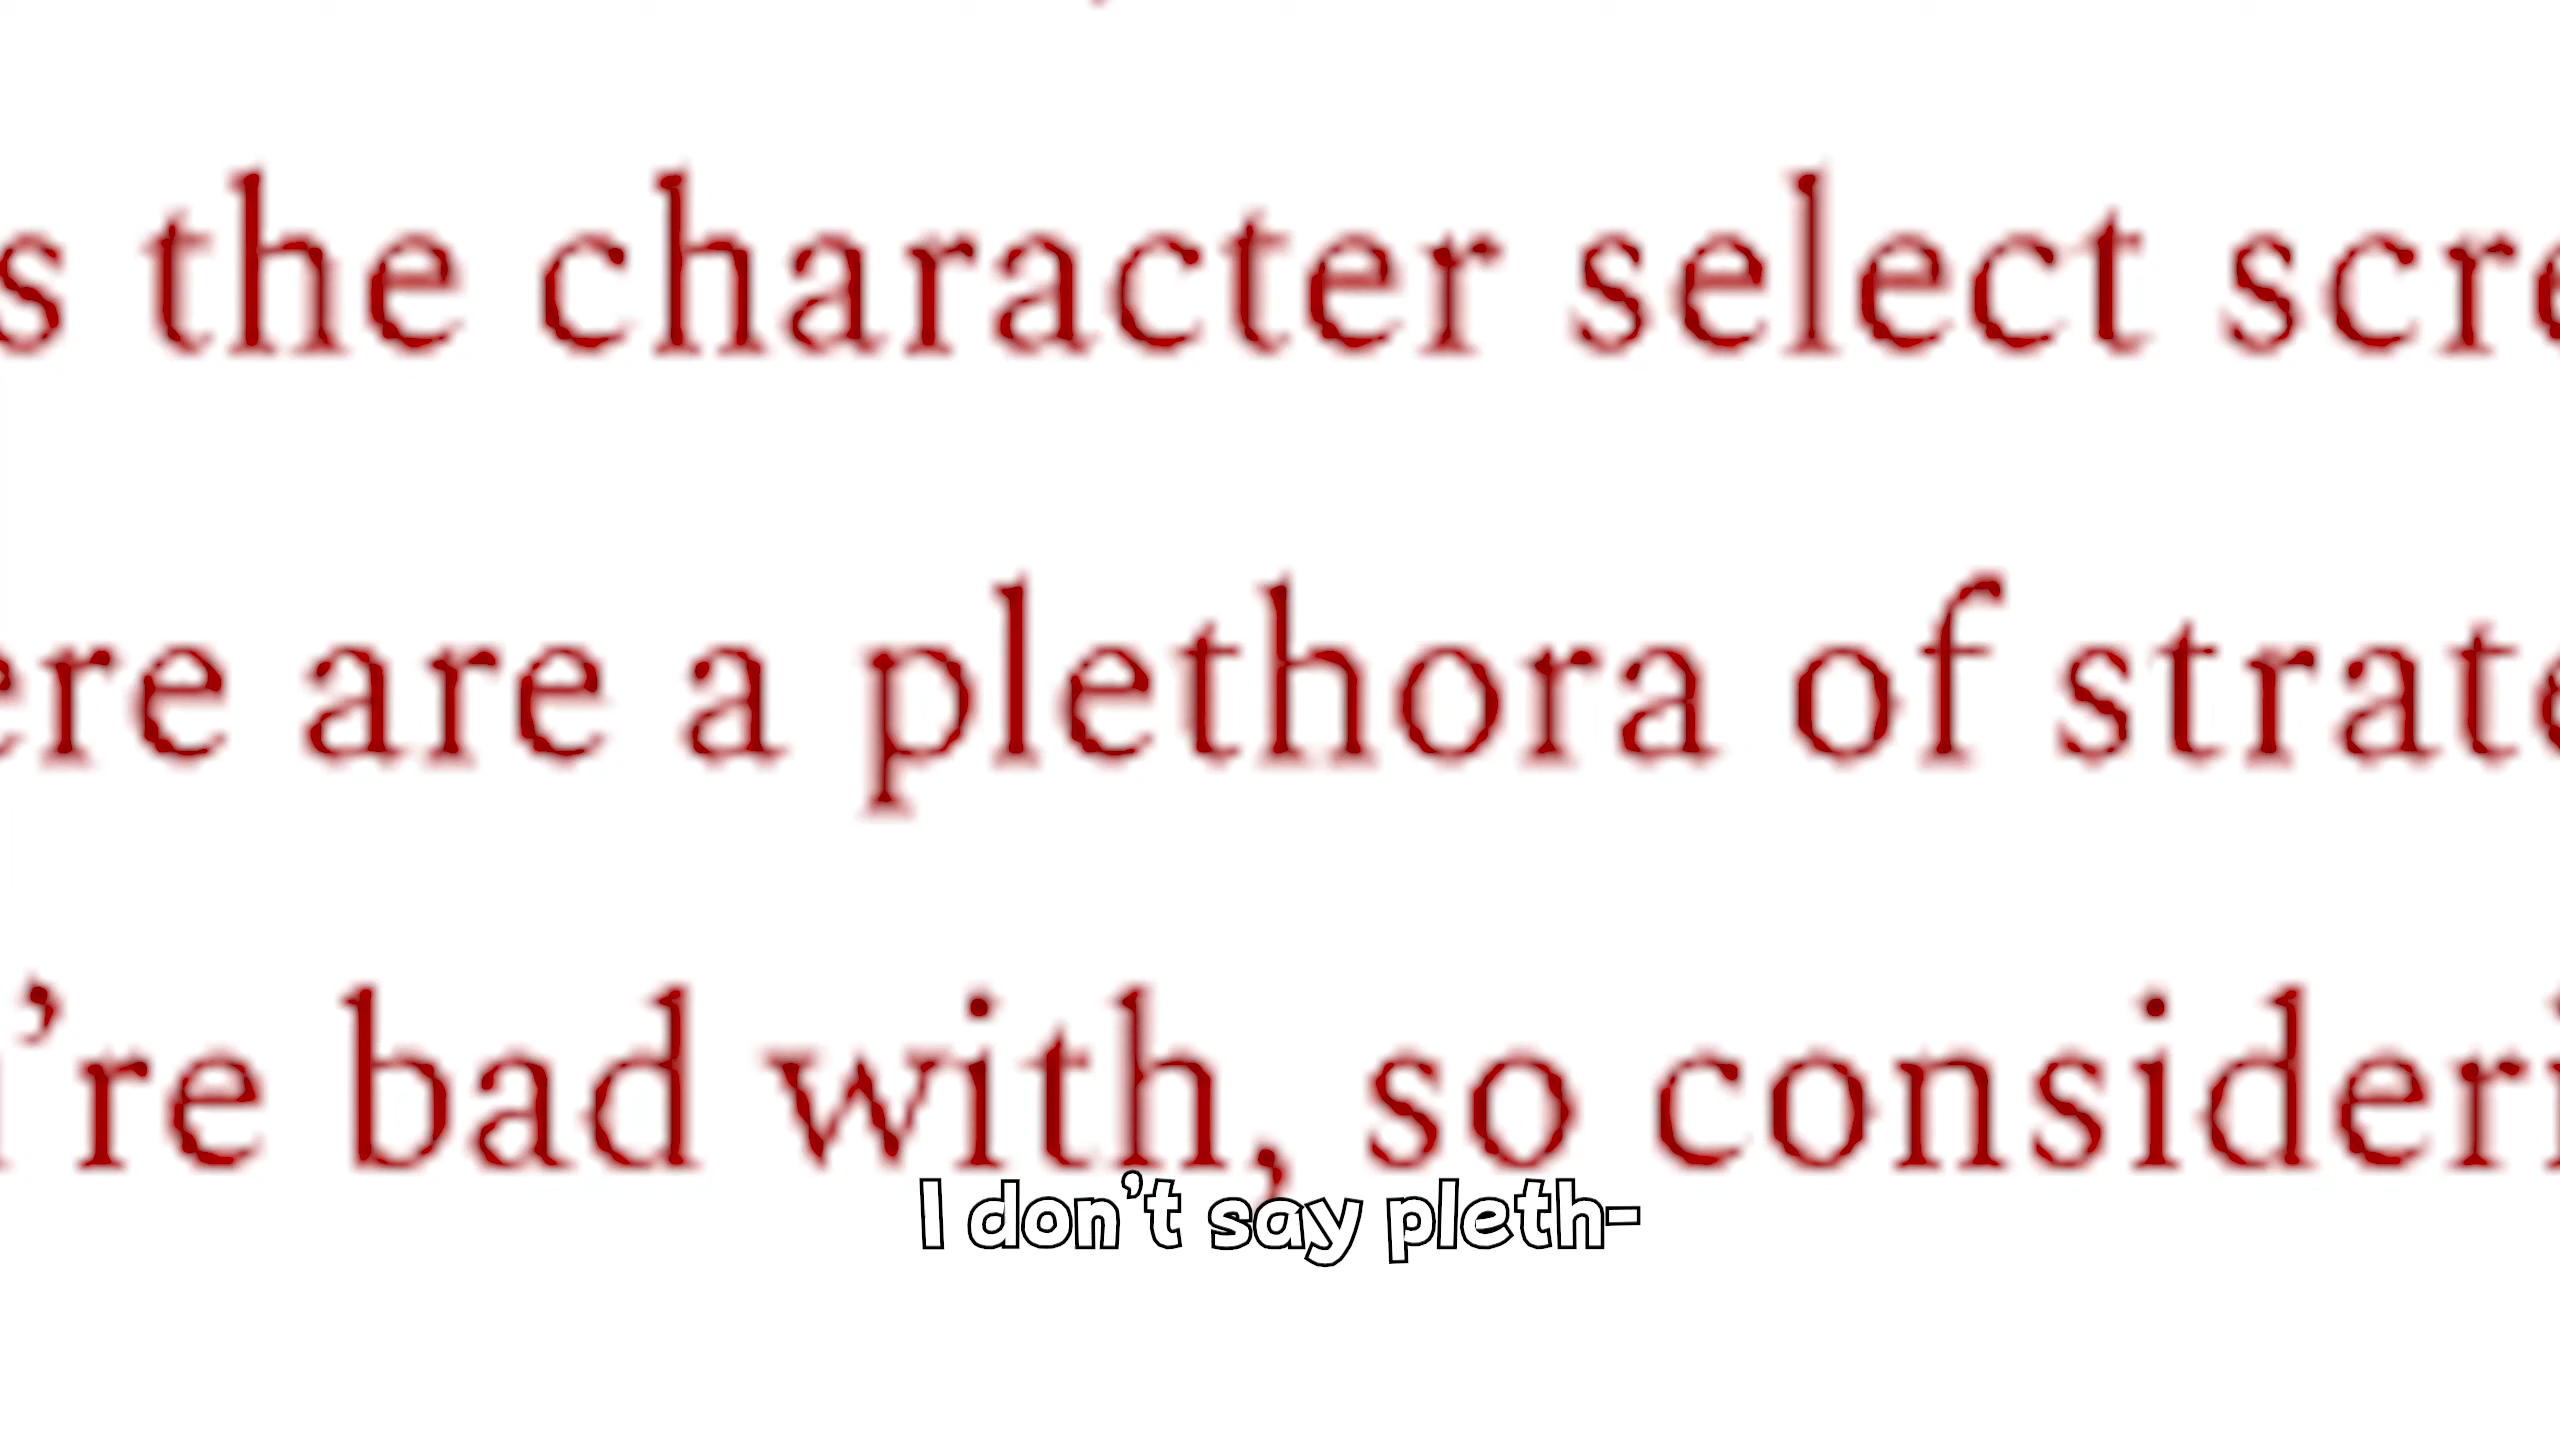 s the character select scre
ere are a plethora of strate
're bad with, so consideri
I don't say pleth-